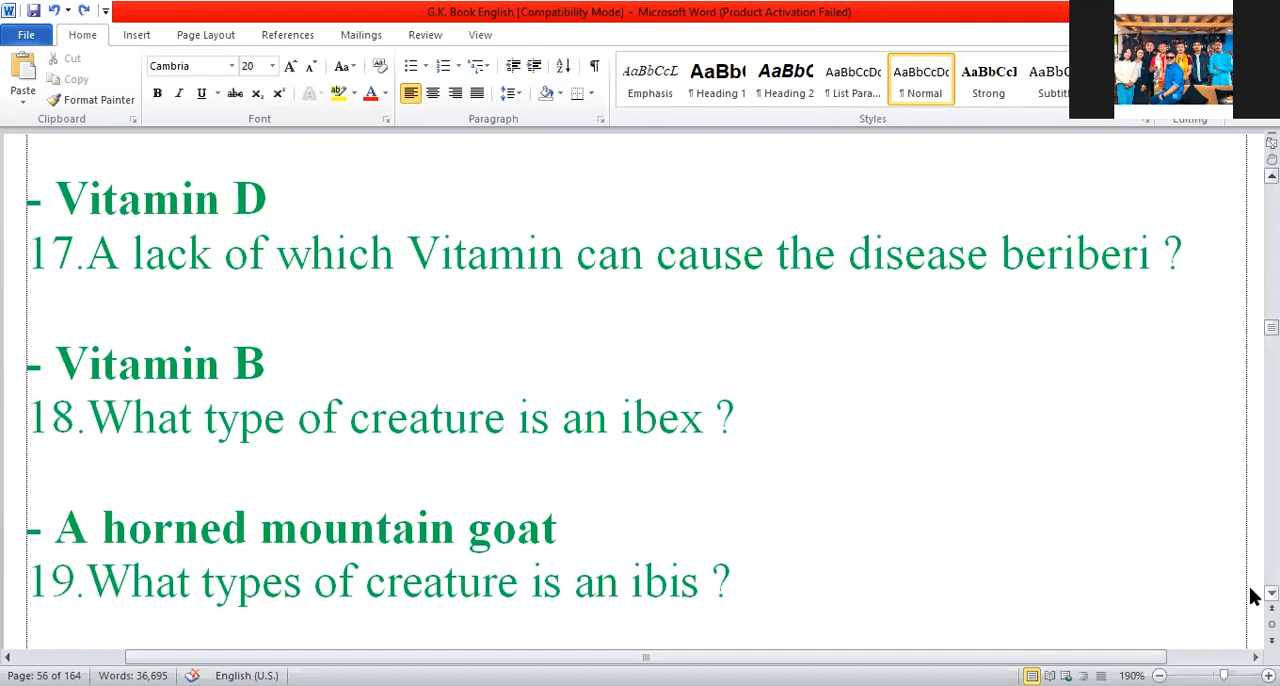 G.K. Book English [Compatibility Mode] - Microsoft Word (Product Activation Failed)
File Home Insert Page Layout References Mailings Review View
Paste
Cut
Copy
Format Painter
Clipboard
Cambria 20
Font
Paragraph
AaBbCcL AaBbC AaBbC AaBbCcDc AaBbCcDc AaBbCcI AaBbC
Emphasis ¶ Heading 1 ¶ Heading 2 ¶ List Para... ¶ Normal Strong Subtit
Styles
Editing
- Vitamin D
17.A lack of which Vitamin can cause the disease beriberi ?
- Vitamin B
18.What type of creature is an ibex ?
- A horned mountain goat
19.What types of creature is an ibis ?
Page: 56 of 164 Words: 36,695 English (U.S.) 190%